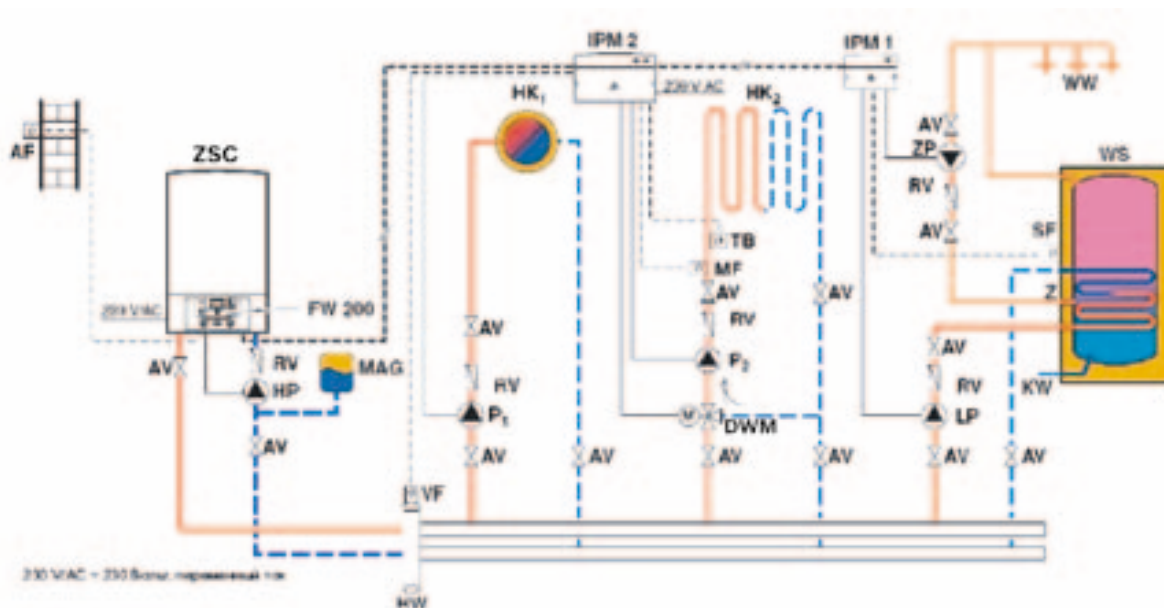 IPM 2
IPM 1
230 V AC
HK1
HK2
WW
AV
ZP
WS
AF
ZSC
RV
AV
SF
TB
MF
AV
AV
Z
230 V/AC
FW 200
AV
RV
MAG
HP
AV
RV
P1
RV
P2
M
DWM
AV
RV
LP
KW
AV
AV
AV
AV
AV
AV
AV
VF
230 V/AC – 230 Вольт, переменный ток
HW